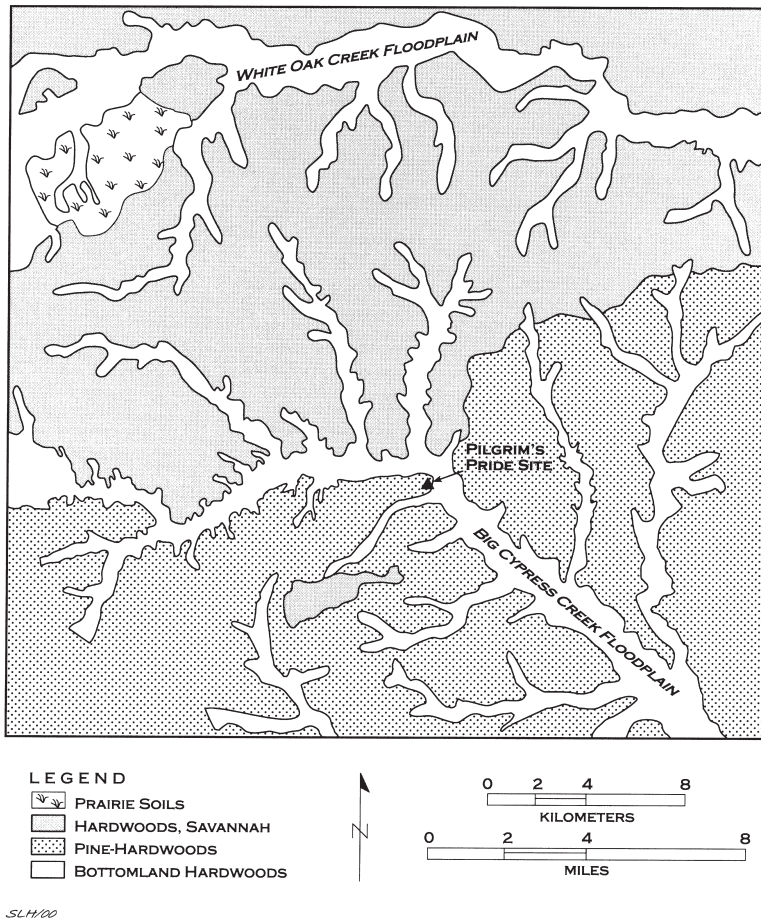 WHITE OAK CREEK FLOODPLAIN
PILGRIM'S
PRIDE SITE
BIG CYPRESS CREEK FLOODPLAIN
LEGEND
PRAIRIE SOILS
HARDWOODS, SAVANNAH
PINE-HARDWOODS
BOTTOMLAND HARDWOODS
N
0 2 4 8
KILOMETERS
0 2 4 8
MILES
SLH/00